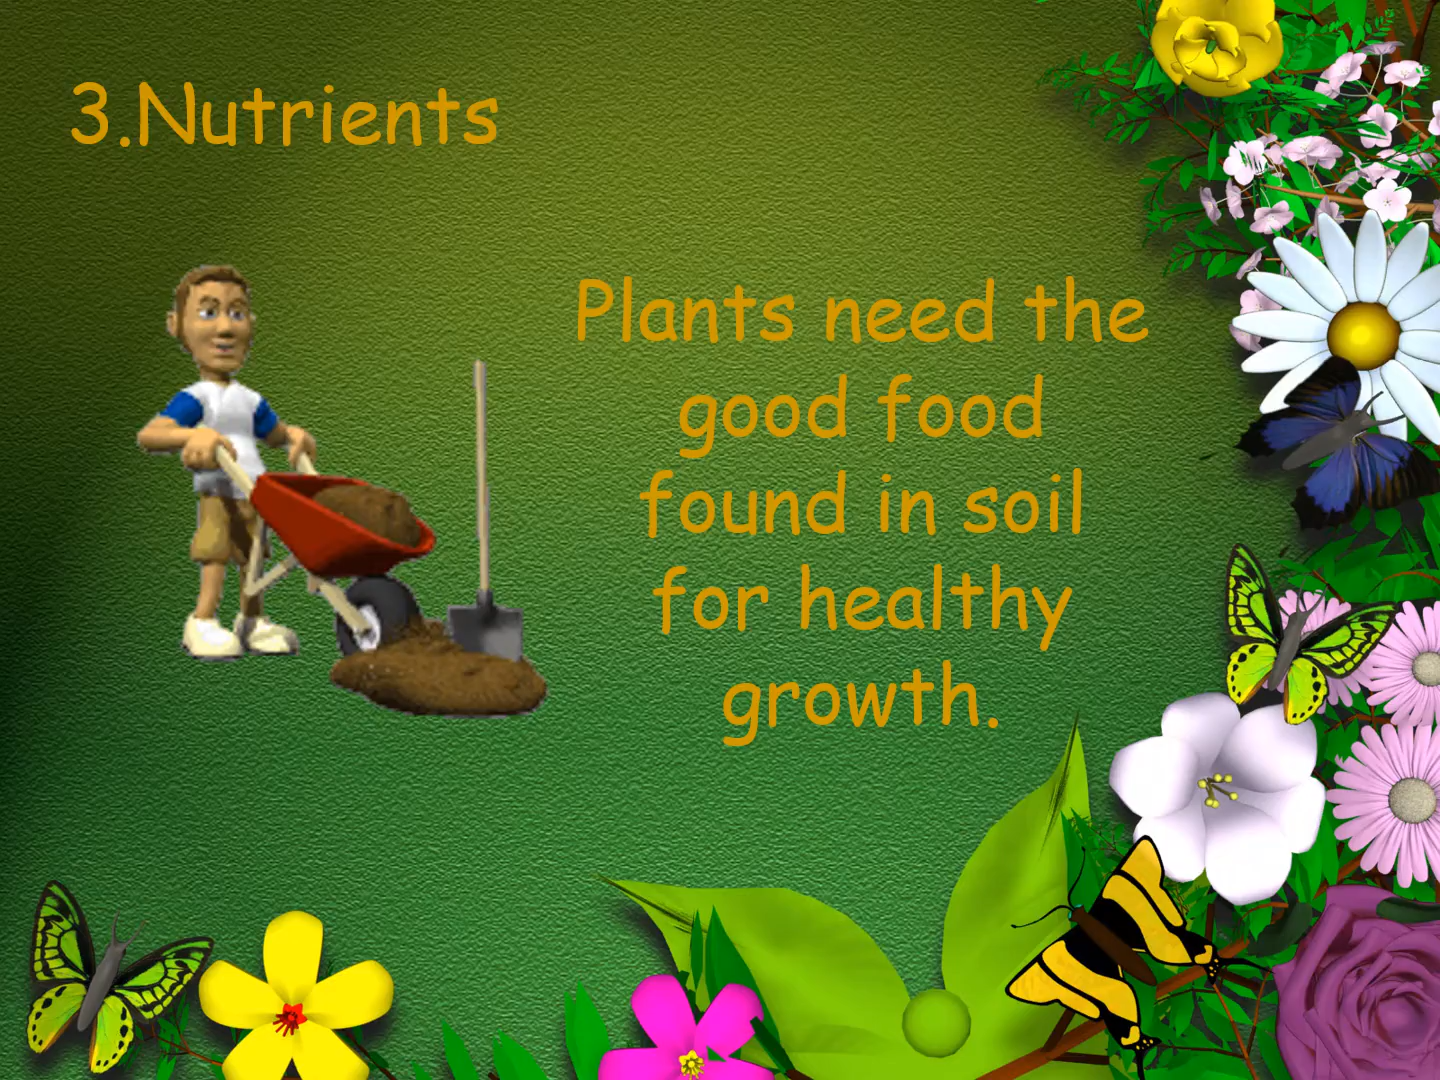 3.Nutrients
Plants need the
good food
found in soil
for healthy
growth.